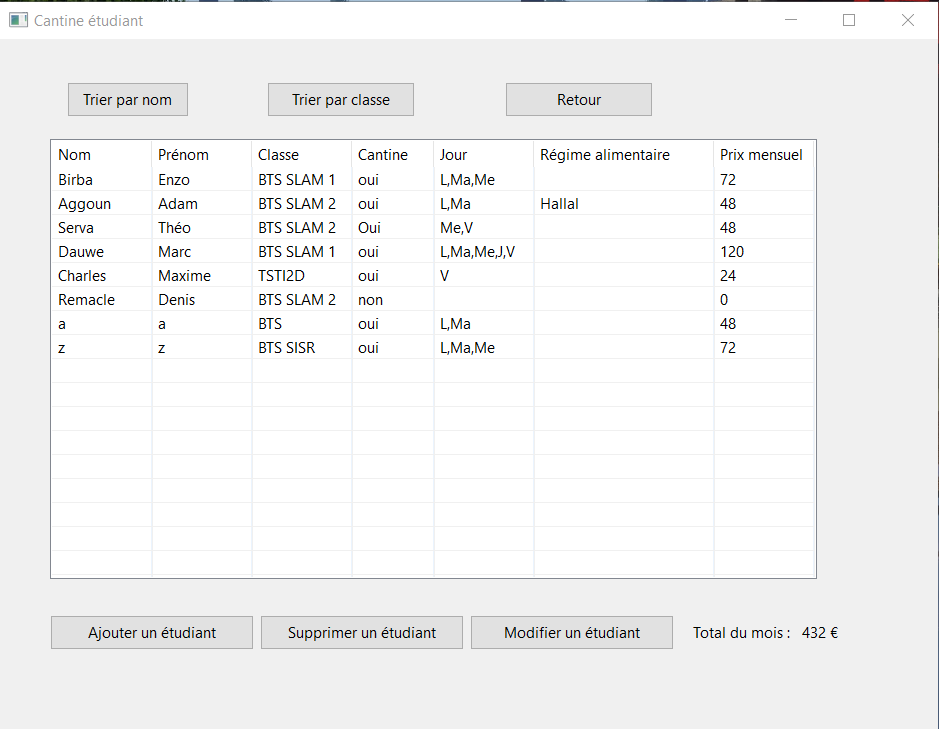 Cantine étudiant
Trier par nom Trier par classe Retour
Nom Prénom Classe Cantine Jour Régime alimentaire Prix mensuel
Birba Enzo BTS SLAM 1 oui L,Ma,Me 72
Aggoun Adam BTS SLAM 2 oui L,Ma Hallal 48
Serva Théo BTS SLAM 2 Oui Me,V 48
Dauwe Marc BTS SLAM 1 oui L,Ma,Me,J,V 120
Charles Maxime TSTI2D oui V 24
Remacle Denis BTS SLAM 2 non 0
a a BTS oui L,Ma 48
z z BTS SISR oui L,Ma,Me 72
Ajouter un étudiant Supprimer un étudiant Modifier un étudiant Total du mois : 432 €